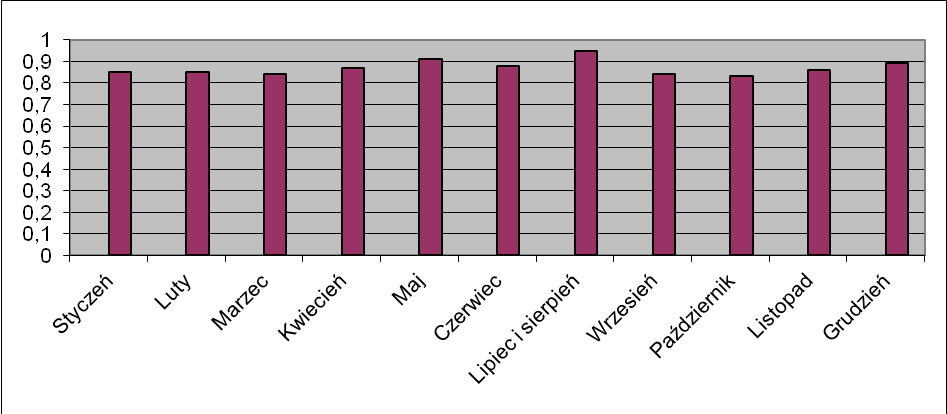 1
0,9
0,8
0,7
0,6
0,5
0,4
0,3
0,2
0,1
0
Styczeń
Luty
Marzec
Kwiecień
Maj
Czerwiec
Lipiec i sierpień
Wrzesień
Październik
Listopad
Grudzień